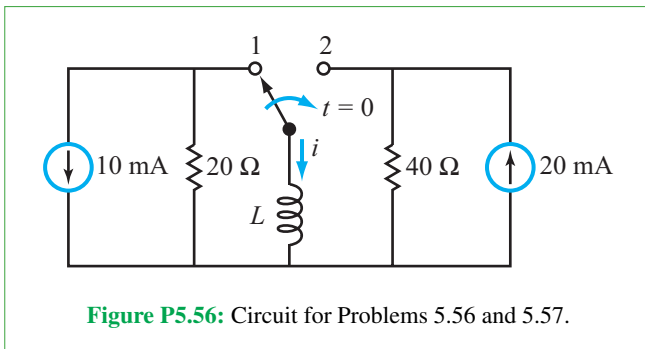 1 2
t = 0
10 mA 20 Ω i 40 Ω 20 mA
L
Figure P5.56: Circuit for Problems 5.56 and 5.57.